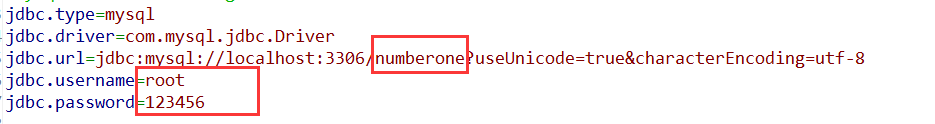 jdbc.type=mysql
jdbc.driver=com.mysql.jdbc.Driver
jdbc.url=jdbc:mysql://localhost:3306/numberone?useUnicode=true&characterEncoding=utf-8
jdbc.username=root
jdbc.password=123456